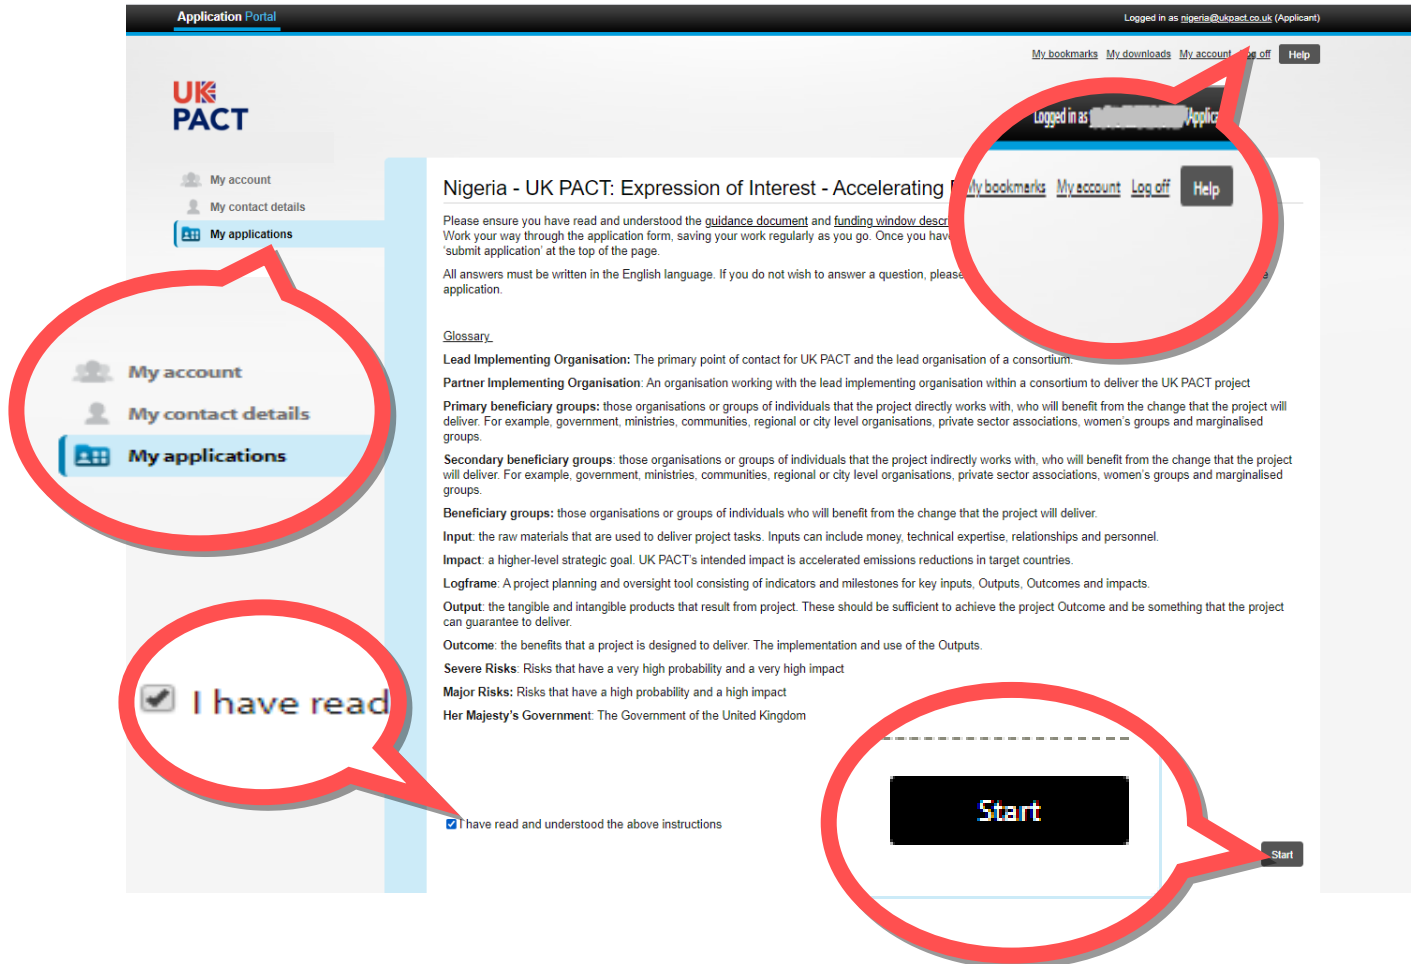 Application Portal
Logged in as nigeria@ukpact.co.uk (Applicant)
My bookmarks My downloads My account Log off Help
UK
PACT
Logged in as
My bookmarks My account Log off Help
My account
My contact details
My applications
Nigeria - UK PACT: Expression of Interest - Accelerating
Please ensure you have read and understood the guidance document and funding window
Work your way through the application form, saving your work regularly as you go. Once you have
‘submit application’ at the top of the page.
All answers must be written in the English language. If you do not wish to answer a question, please
application.
My account
My contact details
My applications
Glossary
Lead Implementing Organisation: The primary point of contact for UK PACT and the lead organisation of a consortium.
Partner Implementing Organisation: An organisation working with the lead implementing organisation within a consortium to deliver the UK PACT project
Primary beneficiary groups: those organisations or groups of individuals that the project directly works with, who will benefit from the change that the project will
deliver. For example, government, ministries, communities, regional or city level organisations, private sector associations, women’s groups and marginalised
groups.
Secondary beneficiary groups: those organisations or groups of individuals that the project indirectly works with, who will benefit from the change that the project
will deliver. For example, government, ministries, communities, regional or city level organisations, private sector associations, women’s groups and marginalised
groups.
Beneficiary groups: those organisations or groups of individuals who will benefit from the change that the project will deliver.
Input: the raw materials that are used to deliver project tasks. Inputs can include money, technical expertise, relationships and personnel.
Impact: a higher-level strategic goal. UK PACT’s intended impact is accelerated emissions reductions in target countries.
Logframe: A project planning and oversight tool consisting of indicators and milestones for key inputs, Outputs, Outcomes and impacts.
Output: the tangible and intangible products that result from project. These should be sufficient to achieve the project Outcome and be something that the project
can guarantee to deliver.
Outcome: the benefits that a project is designed to deliver. The implementation and use of the Outputs.
Severe Risks: Risks that have a very high probability and a very high impact
Major Risks: Risks that have a high probability and a high impact
Her Majesty’s Government: The Government of the United Kingdom
I have read
Start
I have read and understood the above instructions
Start